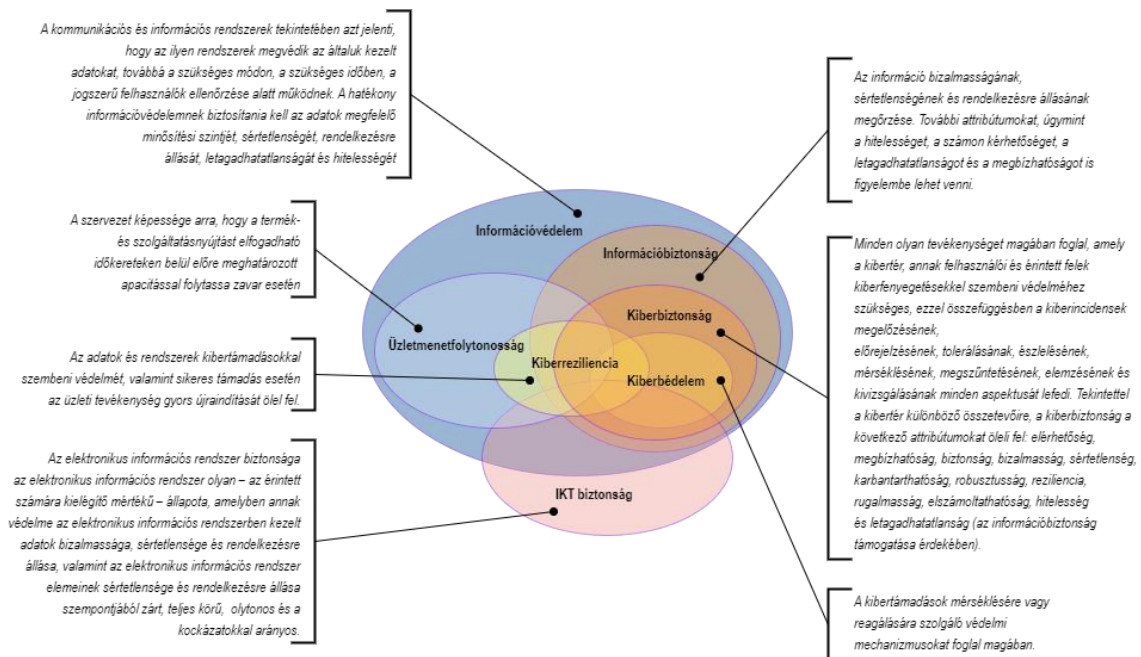 A kommunikációs és információs rendszerek tekintetében azt jelenti,
hogy az ilyen rendszerek megvédik az általuk kezelt
adatokat, továbbá a szükséges módon, a szükséges időben, a
jogszerű felhasználók ellenőrzése alatt működnek. A hatékony
információvédelemnek biztosítania kell az adatok megfelelő
minősítési szintjét, sértetlenségét, rendelkezésre
állását, letagadhatatlanságát és hitelességét
A szervezet képessége arra, hogy a termék-
és szolgáltatásnyújtást elfogadható
időkereteken belül előre meghatározott
apacitással folytassa zavar esetén
Az adatok és rendszerek kibertámadásokkal
szembeni védelmét, valamint sikeres támadás esetén
az üzleti tevékenység gyors újraindítását ölel fel.
Az elektronikus információs rendszer biztonsága
az elektronikus információs rendszer olyan – az érintett
számára kielégítő mértékű – állapota, amelyben annak
védelme az elektronikus információs rendszerben kezelt
adatok bizalmassága, sértetlensége és rendelkezésre
állása, valamint az elektronikus információs rendszer
elemeinek sértetlensége és rendelkezésre állása
szempontjából zárt, teljes körű, olytonos és a
kockázatokkal arányos.
Információvédelem
Információbiztonság
Kiberbiztonság
Üzletmenetfolytonosság
Kiberreziliencia
Kiberbédelem
IKT biztonság
Az információ bizalmasságának,
sértetlenségének és rendelkezésre állásának
megőrzése. További attribútumokat, úgymint
a hitelességet, a számon kérhetőséget, a
letagadhatatlanságot és a megbízhatóságot is
figyelembe lehet venni.
Minden olyan tevékenységet magában foglal, amely
a kibertér, annak felhasználói és érintett felek
kiberfenyegetésekkel szembeni védelméhez
szükséges, ezzel összefüggésben a kiberincidensek
megelőzésének,
előrejelzésének, tolerálásának, észlelésének,
mérséklésének, megszűntetésének, elemzésének és
kivizsgálásának minden aspektusát lefedi. Tekintettel
a kibertér különböző összetevőire, a kiberbiztonság a
következő attribútumokat öleli fel: elérhetőség,
megbízhatóság, biztonság, bizalmasság, sértetlenség,
karbantarthatóság, robusztusság, reziliencia,
rugalmasság, elszámoltathatóság, hitelesség
és letagadhatatlanság (az információbiztonság
támogatása érdekében).
A kibertámadások mérséklésére vagy
reagálására szolgáló védelmi
mechanizmusokat foglal magában.